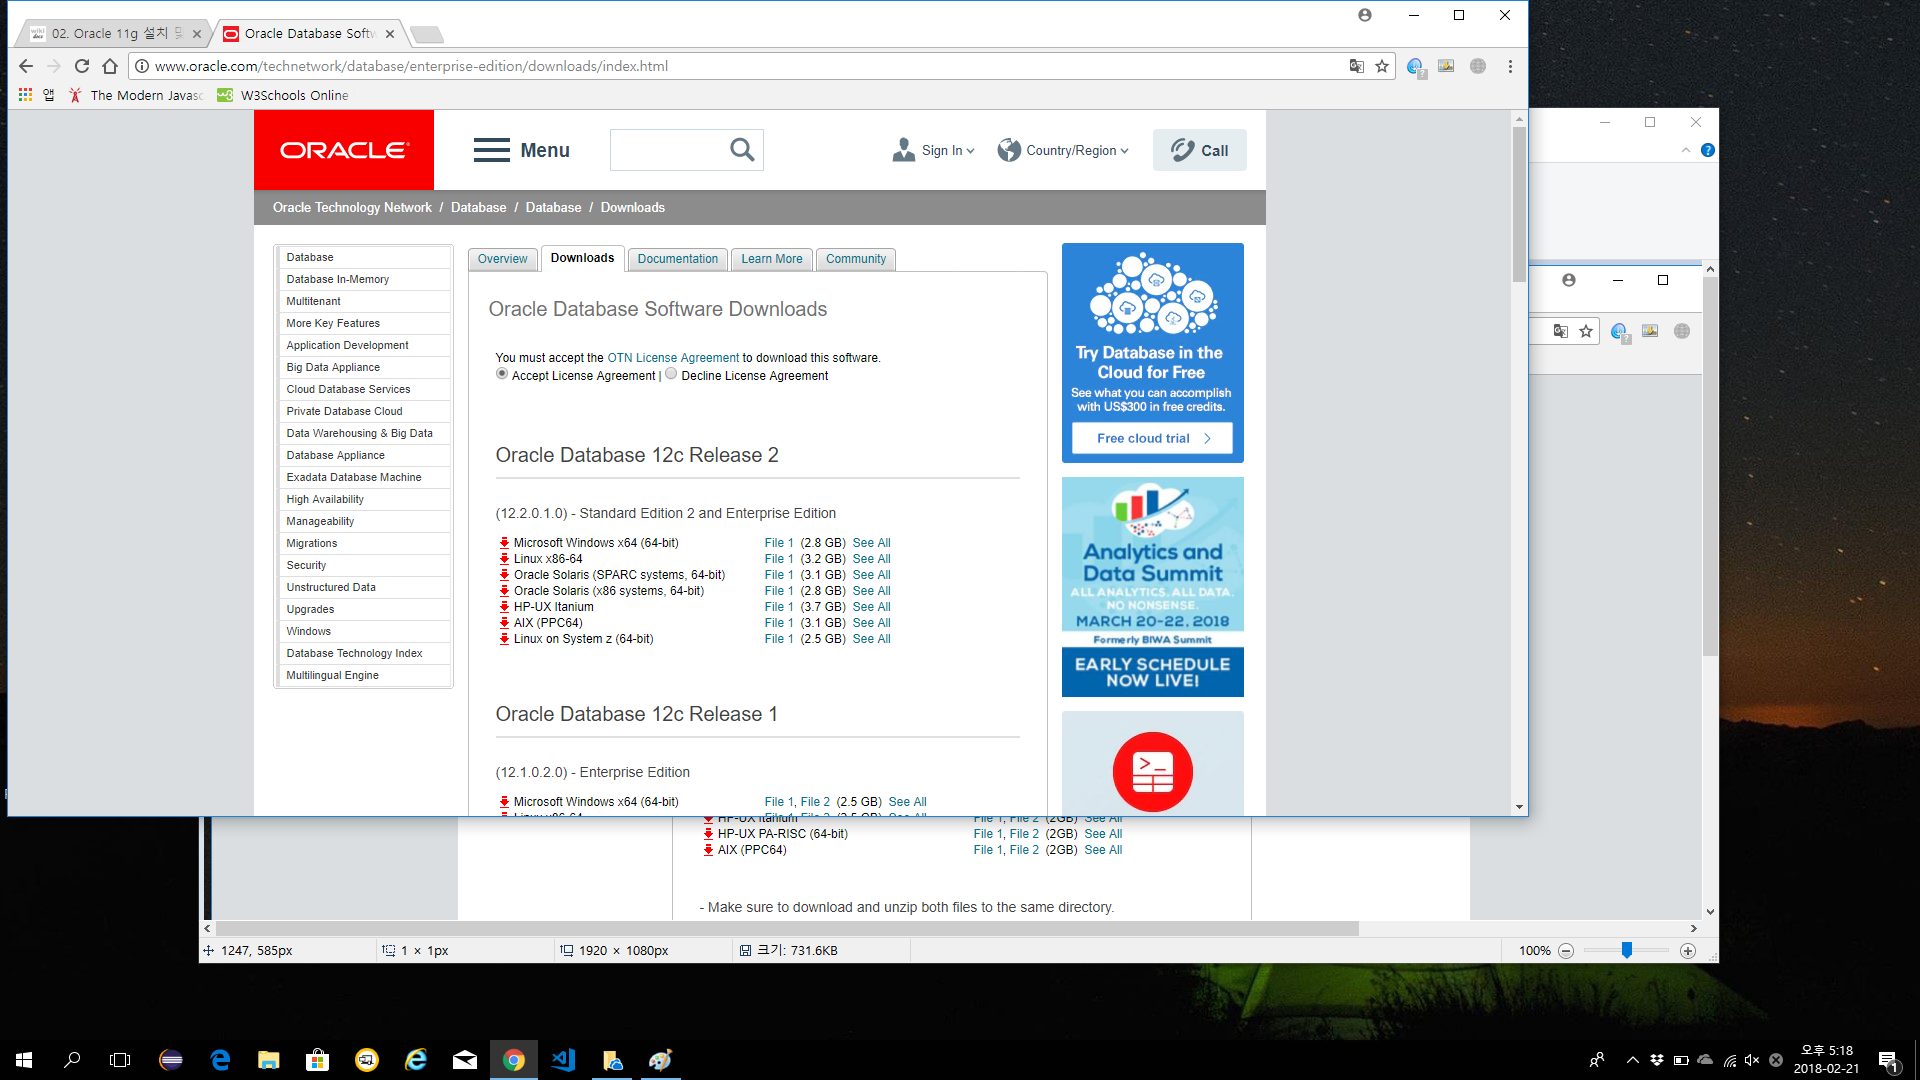 02. Oracle 11g 설치 및
Oracle Database Softw
www.oracle.com/technetwork/database/enterprise-edition/downloads/index.html
앱
The Modern Javasc
W3Schools Online
ORACLE
Menu
Sign In
Country/Region
Call
Oracle Technology Network / Database / Database / Downloads
Database
Database In-Memory
Multitenant
More Key Features
Application Development
Big Data Appliance
Cloud Database Services
Private Database Cloud
Data Warehousing & Big Data
Database Appliance
Exadata Database Machine
High Availability
Manageability
Migrations
Security
Unstructured Data
Upgrades
Windows
Database Technology Index
Multilingual Engine
Overview
Downloads
Documentation
Learn More
Community
Oracle Database Software Downloads
You must accept the OTN License Agreement to download this software.
Accept License Agreement | Decline License Agreement
Oracle Database 12c Release 2
(12.2.0.1.0) - Standard Edition 2 and Enterprise Edition
Microsoft Windows x64 (64-bit) File 1 (2.8 GB) See All
Linux x86-64 File 1 (3.2 GB) See All
Oracle Solaris (SPARC systems, 64-bit) File 1 (3.1 GB) See All
Oracle Solaris (x86 systems, 64-bit) File 1 (2.8 GB) See All
HP-UX Itanium File 1 (3.7 GB) See All
AIX (PPC64) File 1 (3.1 GB) See All
Linux on System z (64-bit) File 1 (2.5 GB) See All
Oracle Database 12c Release 1
(12.1.0.2.0) - Enterprise Edition
Microsoft Windows x64 (64-bit) File 1, File 2 (2.5 GB) See All
Linux x86-64 File 1, File 2 (2.5 GB) See All
Try Database in the
Cloud for Free
See what you can accomplish
with US$300 in free credits.
Free cloud trial
Analytics and
Data Summit
ALL ANALYTICS. ALL DATA.
NO NONSENSE.
MARCH 20-22, 2018
Formerly BIWA Summit
EARLY SCHEDULE
NOW LIVE!
HP-UX Itanium File 1, File 2 (2GB) See All
HP-UX PA-RISC (64-bit) File 1, File 2 (2GB) See All
AIX (PPC64) File 1, File 2 (2GB) See All
- Make sure to download and unzip both files to the same directory.
1247, 585px
1 × 1px
1920 × 1080px
크기: 731.6KB
100%
오후 5:18
2018-02-21
1